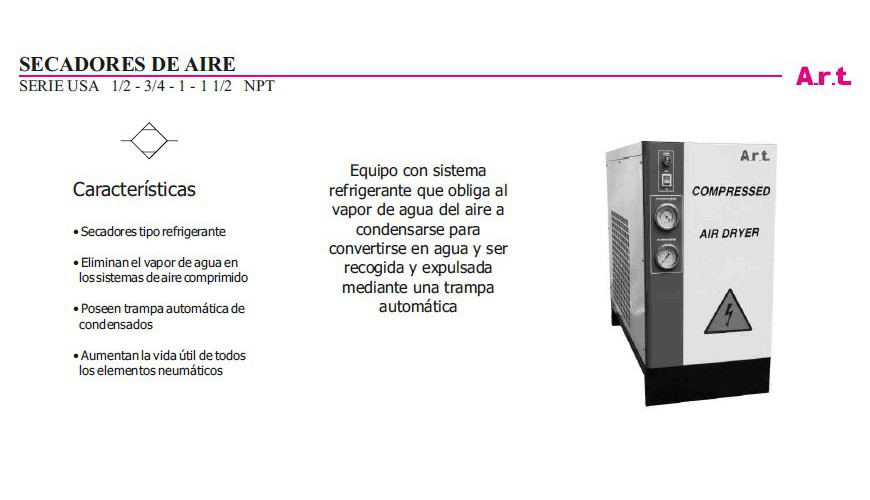 SECADORES DE AIRE
SERIE USA 1/2 - 3/4 - 1 - 1 1/2 NPT
A.r.t.
Características
• Secadores tipo refrigerante
• Eliminan el vapor de agua en
los sistemas de aire comprimido
• Poseen trampa automática de
condensados
• Aumentan la vida útil de todos
los elementos neumáticos
Equipo con sistema
refrigerante que obliga al
vapor de agua del aire a
condensarse para
convertirse en agua y ser
recogida y expulsada
mediante una trampa
automática
A.r.t.
COMPRESSED
AIR DRYER